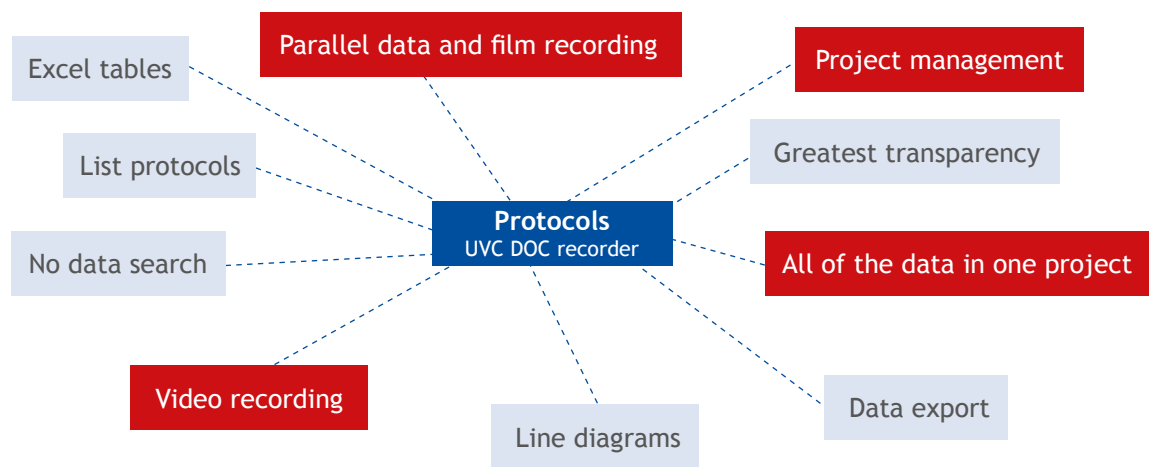 Parallel data and film recording
Excel tables
Project management
List protocols
Greatest transparency
Protocols
UVC DOC recorder
No data search
All of the data in one project
Video recording
Line diagrams
Data export